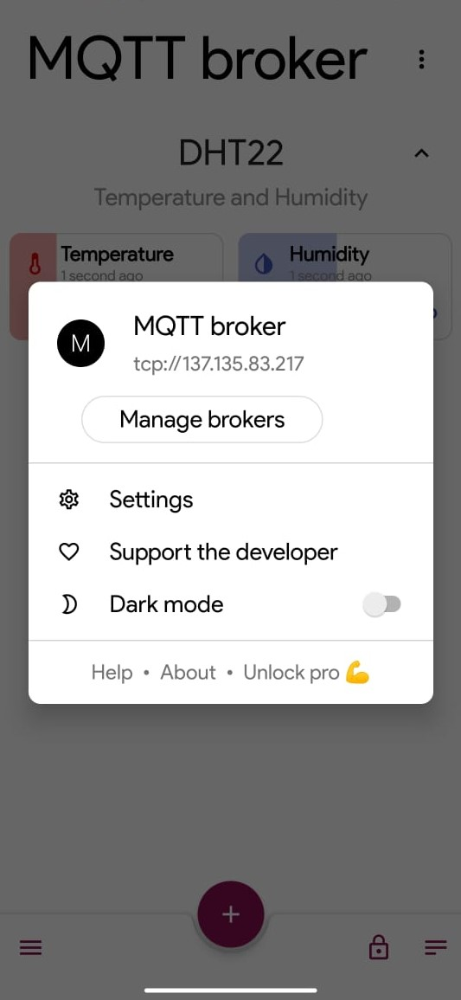 MQTT broker
DHT22
Temperature and Humidity
Temperature
1 second ago
Humidity
1 second ago
M
MQTT broker
tcp://137.135.83.217
Manage brokers
Settings
Support the developer
Dark mode
Help • About • Unlock pro 💪